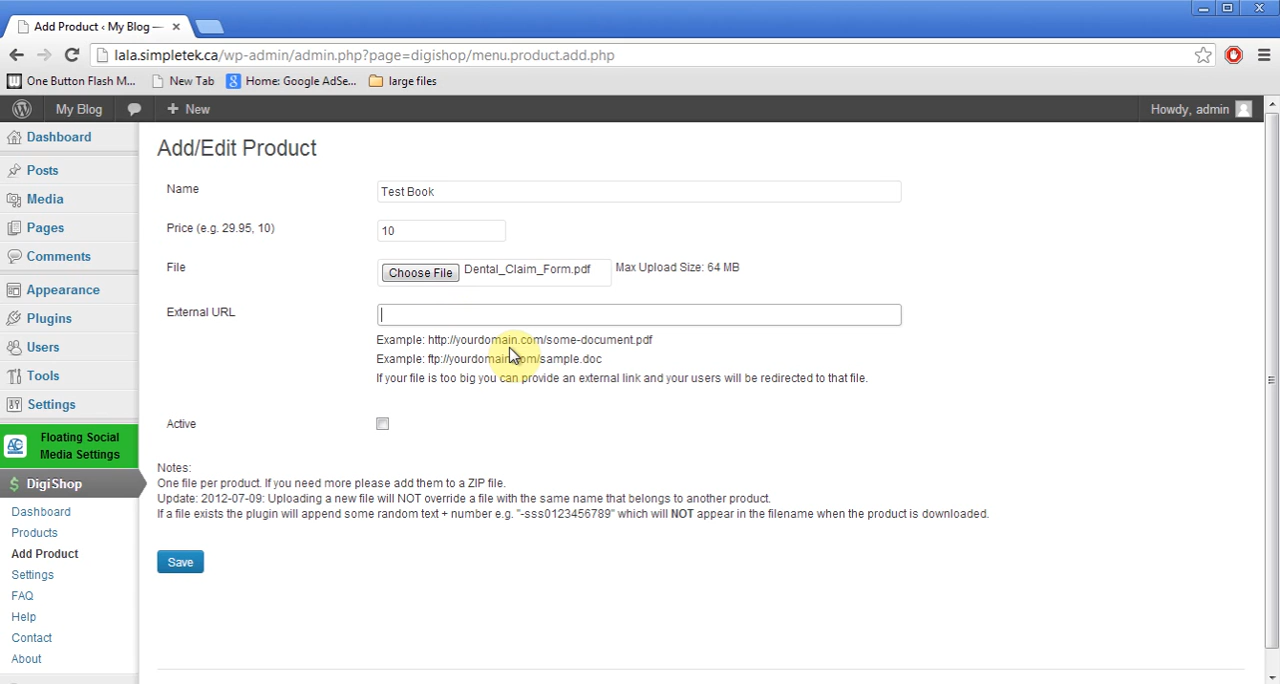 Add Product ‹ My Blog —
lala.simpletek.ca/wp-admin/admin.php?page=digishop/menu.product.add.php
One Button Flash M... New Tab Home: Google AdSe... large files
My Blog + New Howdy, admin
Dashboard
Posts
Media
Pages
Comments
Appearance
Plugins
Users
Tools
Settings
Floating Social
Media Settings
DigiShop
Dashboard
Products
Add Product
Settings
FAQ
Help
Contact
About
Add/Edit Product
Name Test Book
Price (e.g. 29.95, 10) 10
File Choose File Dental_Claim_Form.pdf Max Upload Size: 64 MB
External URL
Example: http://yourdomain.com/some-document.pdf
Example: ftp://yourdomain.com/sample.doc
If your file is too big you can provide an external link and your users will be redirected to that file.
Active
Notes:
One file per product. If you need more please add them to a ZIP file.
Update: 2012-07-09: Uploading a new file will NOT override a file with the same name that belongs to another product.
If a file exists the plugin will append some random text + number e.g. "-sss0123456789" which will NOT appear in the filename when the product is downloaded.
Save